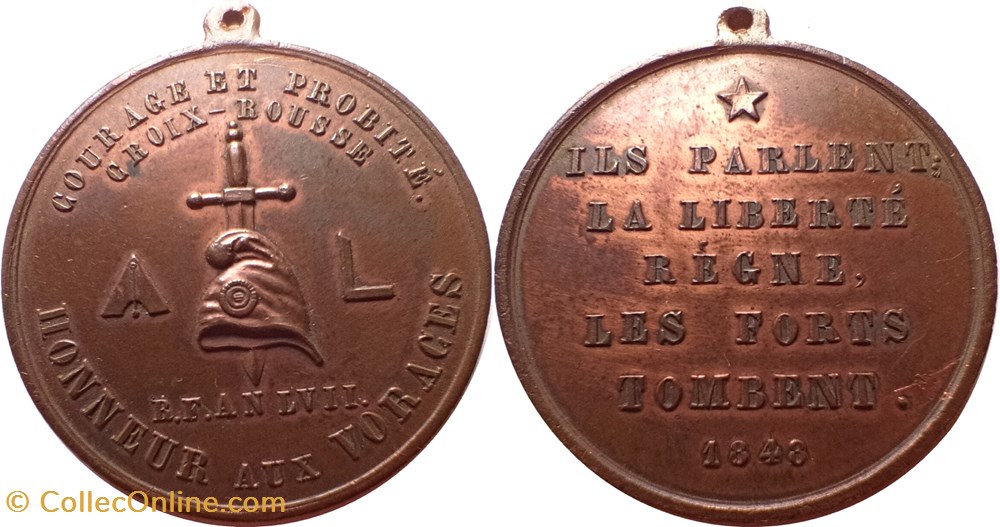 COURAGE ET PROBITÉ.
CROIX-ROUSSE
A L
R.F. AN LVII.
HONNEUR AUX VORACES
ILS PARLENT;
LA LIBERTÉ
RÉGNE,
LES FORTS
TOMBENT.
1848
© CollecOnline.com